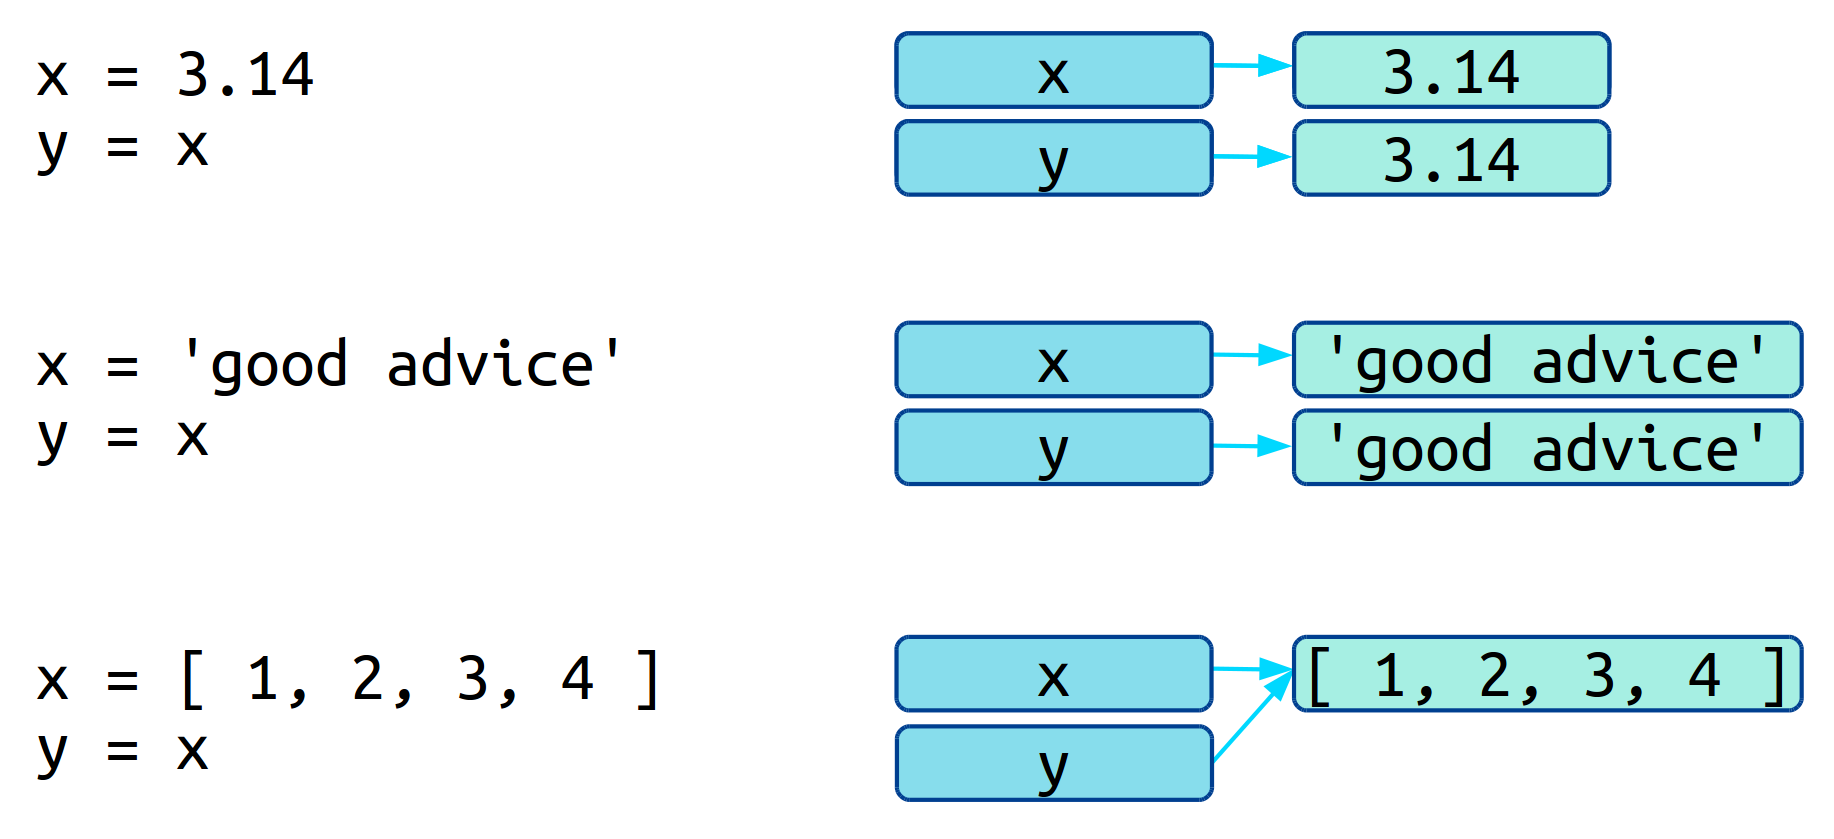 x = 3.14
y = x
x
3.14
y
3.14
x = 'good advice'
y = x
x
'good advice'
y
'good advice'
x = [ 1, 2, 3, 4 ]
y = x
x
[ 1, 2, 3, 4 ]
y